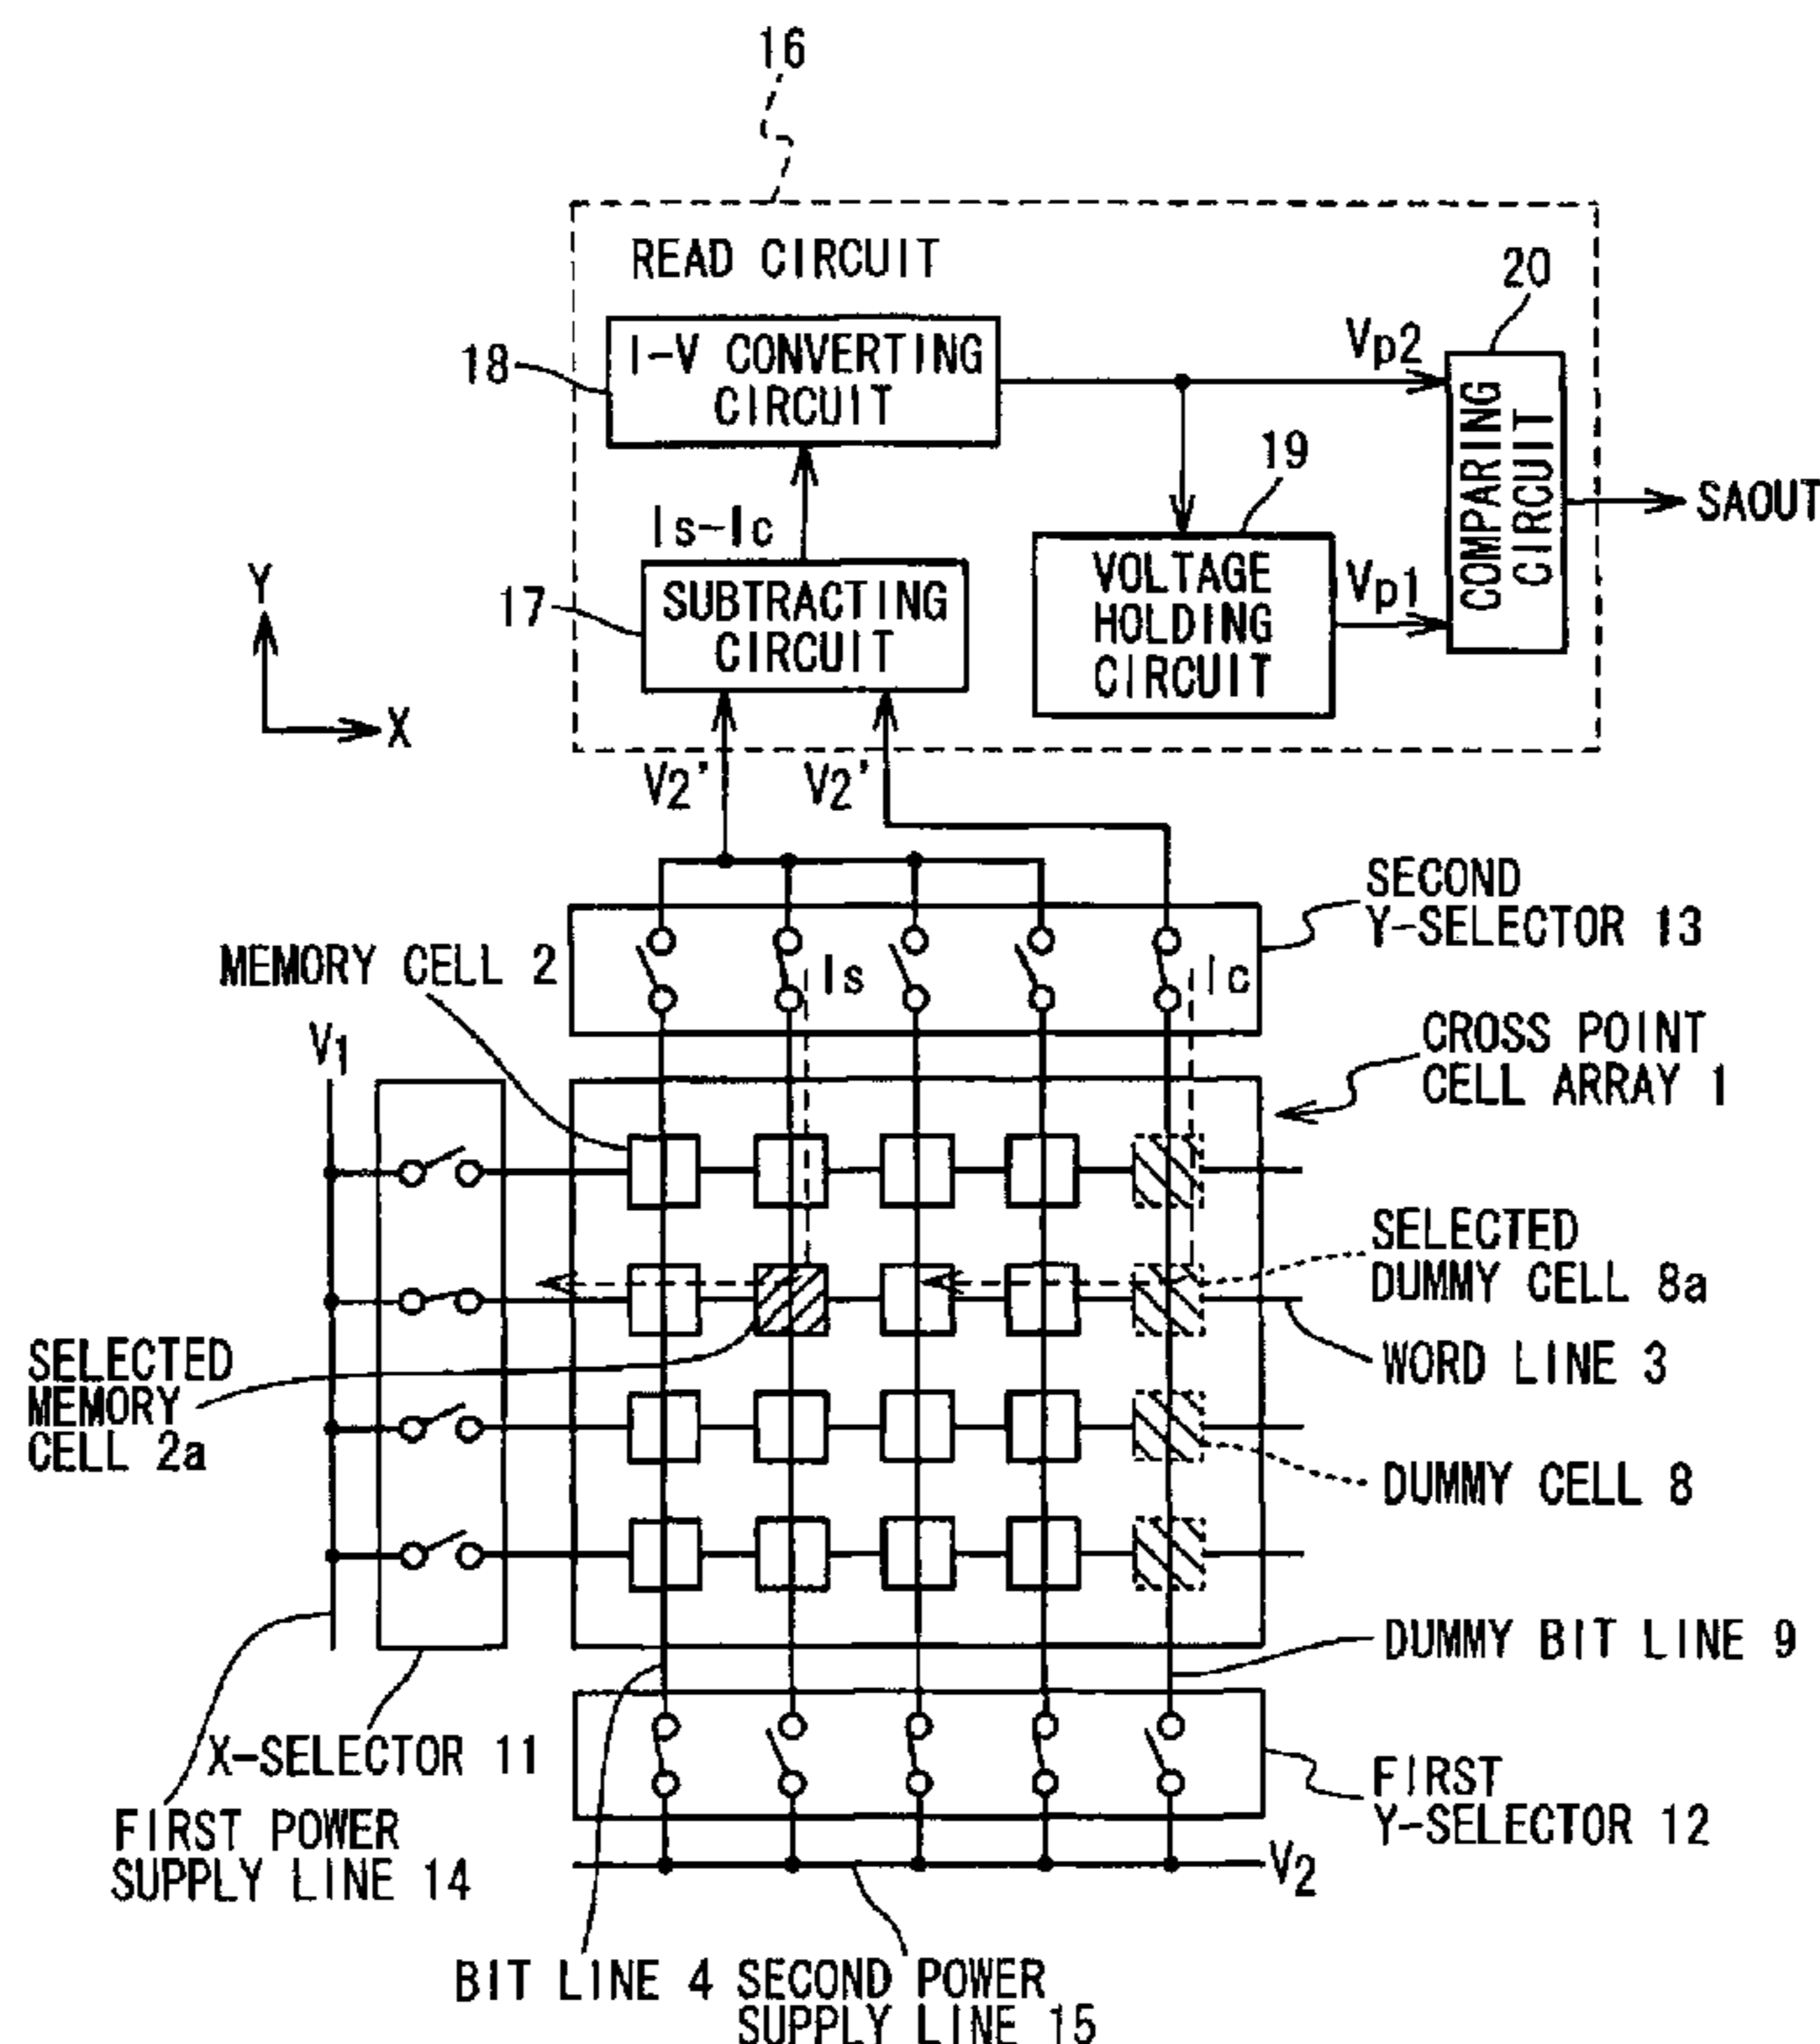 16
READ CIRCUIT
20
18
I-V CONVERTING
CIRCUIT
Vp2
COMPARING
CIRCUIT
19
SAOUT
Is-Ic
VOLTAGE
HOLDING
CIRCUIT
Vp1
17
SUBTRACTING
CIRCUIT
Y
X
V2'
V2'
SECOND
Y-SELECTOR 13
MEMORY CELL 2
Is
Ic
V1
CROSS POINT
CELL ARRAY 1
SELECTED
DUMMY CELL 8a
WORD LINE 3
SELECTED
MEMORY
CELL 2a
DUMMY CELL 8
DUMMY BIT LINE 9
X-SELECTOR 11
FIRST
Y-SELECTOR 12
FIRST POWER
SUPPLY LINE 14
V2
BIT LINE 4
SECOND POWER
SUPPLY LINE 15